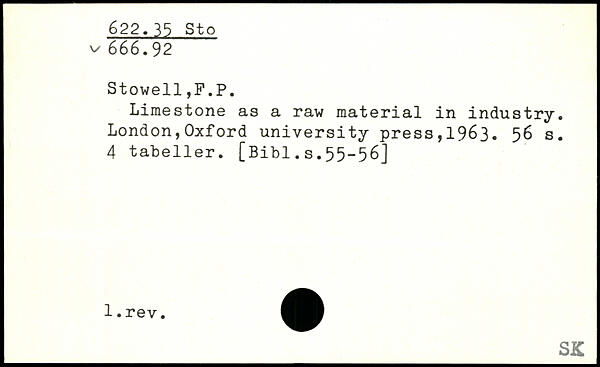 622.35 Sto
✓ 666.92
Stowell,F.P.
Limestone as a raw material in industry.
London,Oxford university press,1963. 56 s.
4 tabeller. [Bibl.s.55-56]
1.rev.
SK